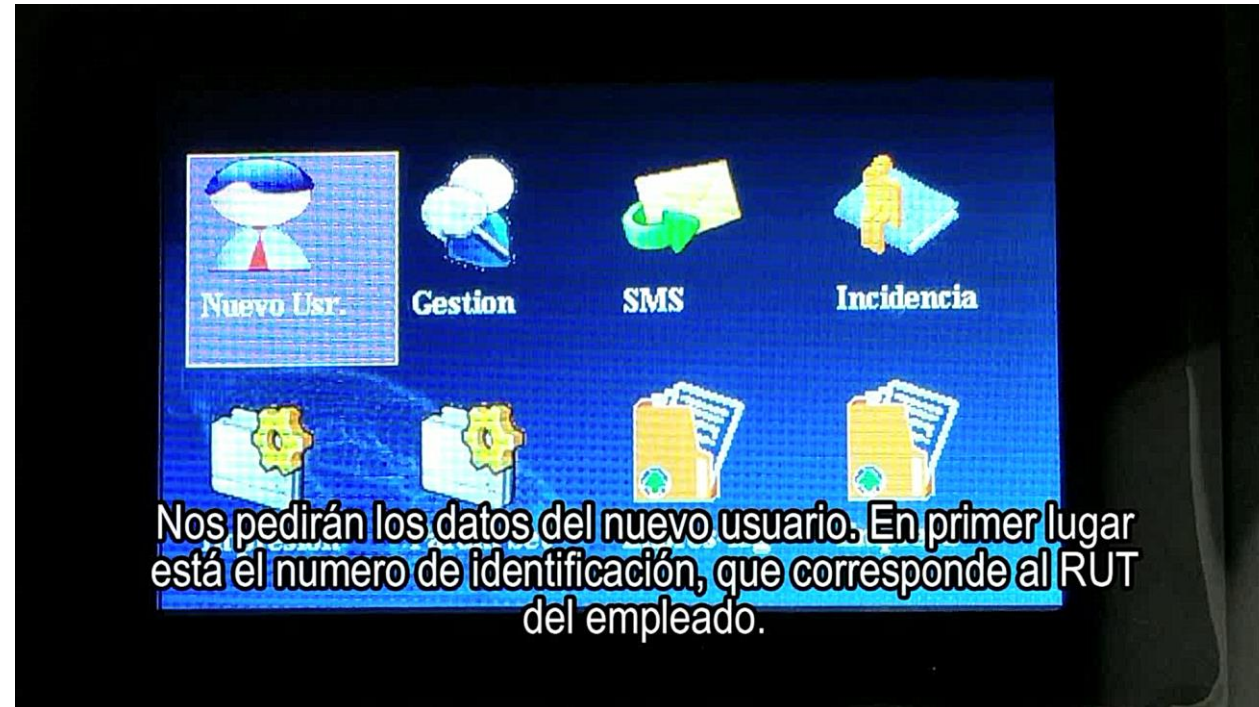 Nuevo Usr.
Gestion
SMS
Incidencia
Nos pedirán los datos del nuevo usuario. En primer lugar
está el numero de identificación, que corresponde al RUT
del empleado.